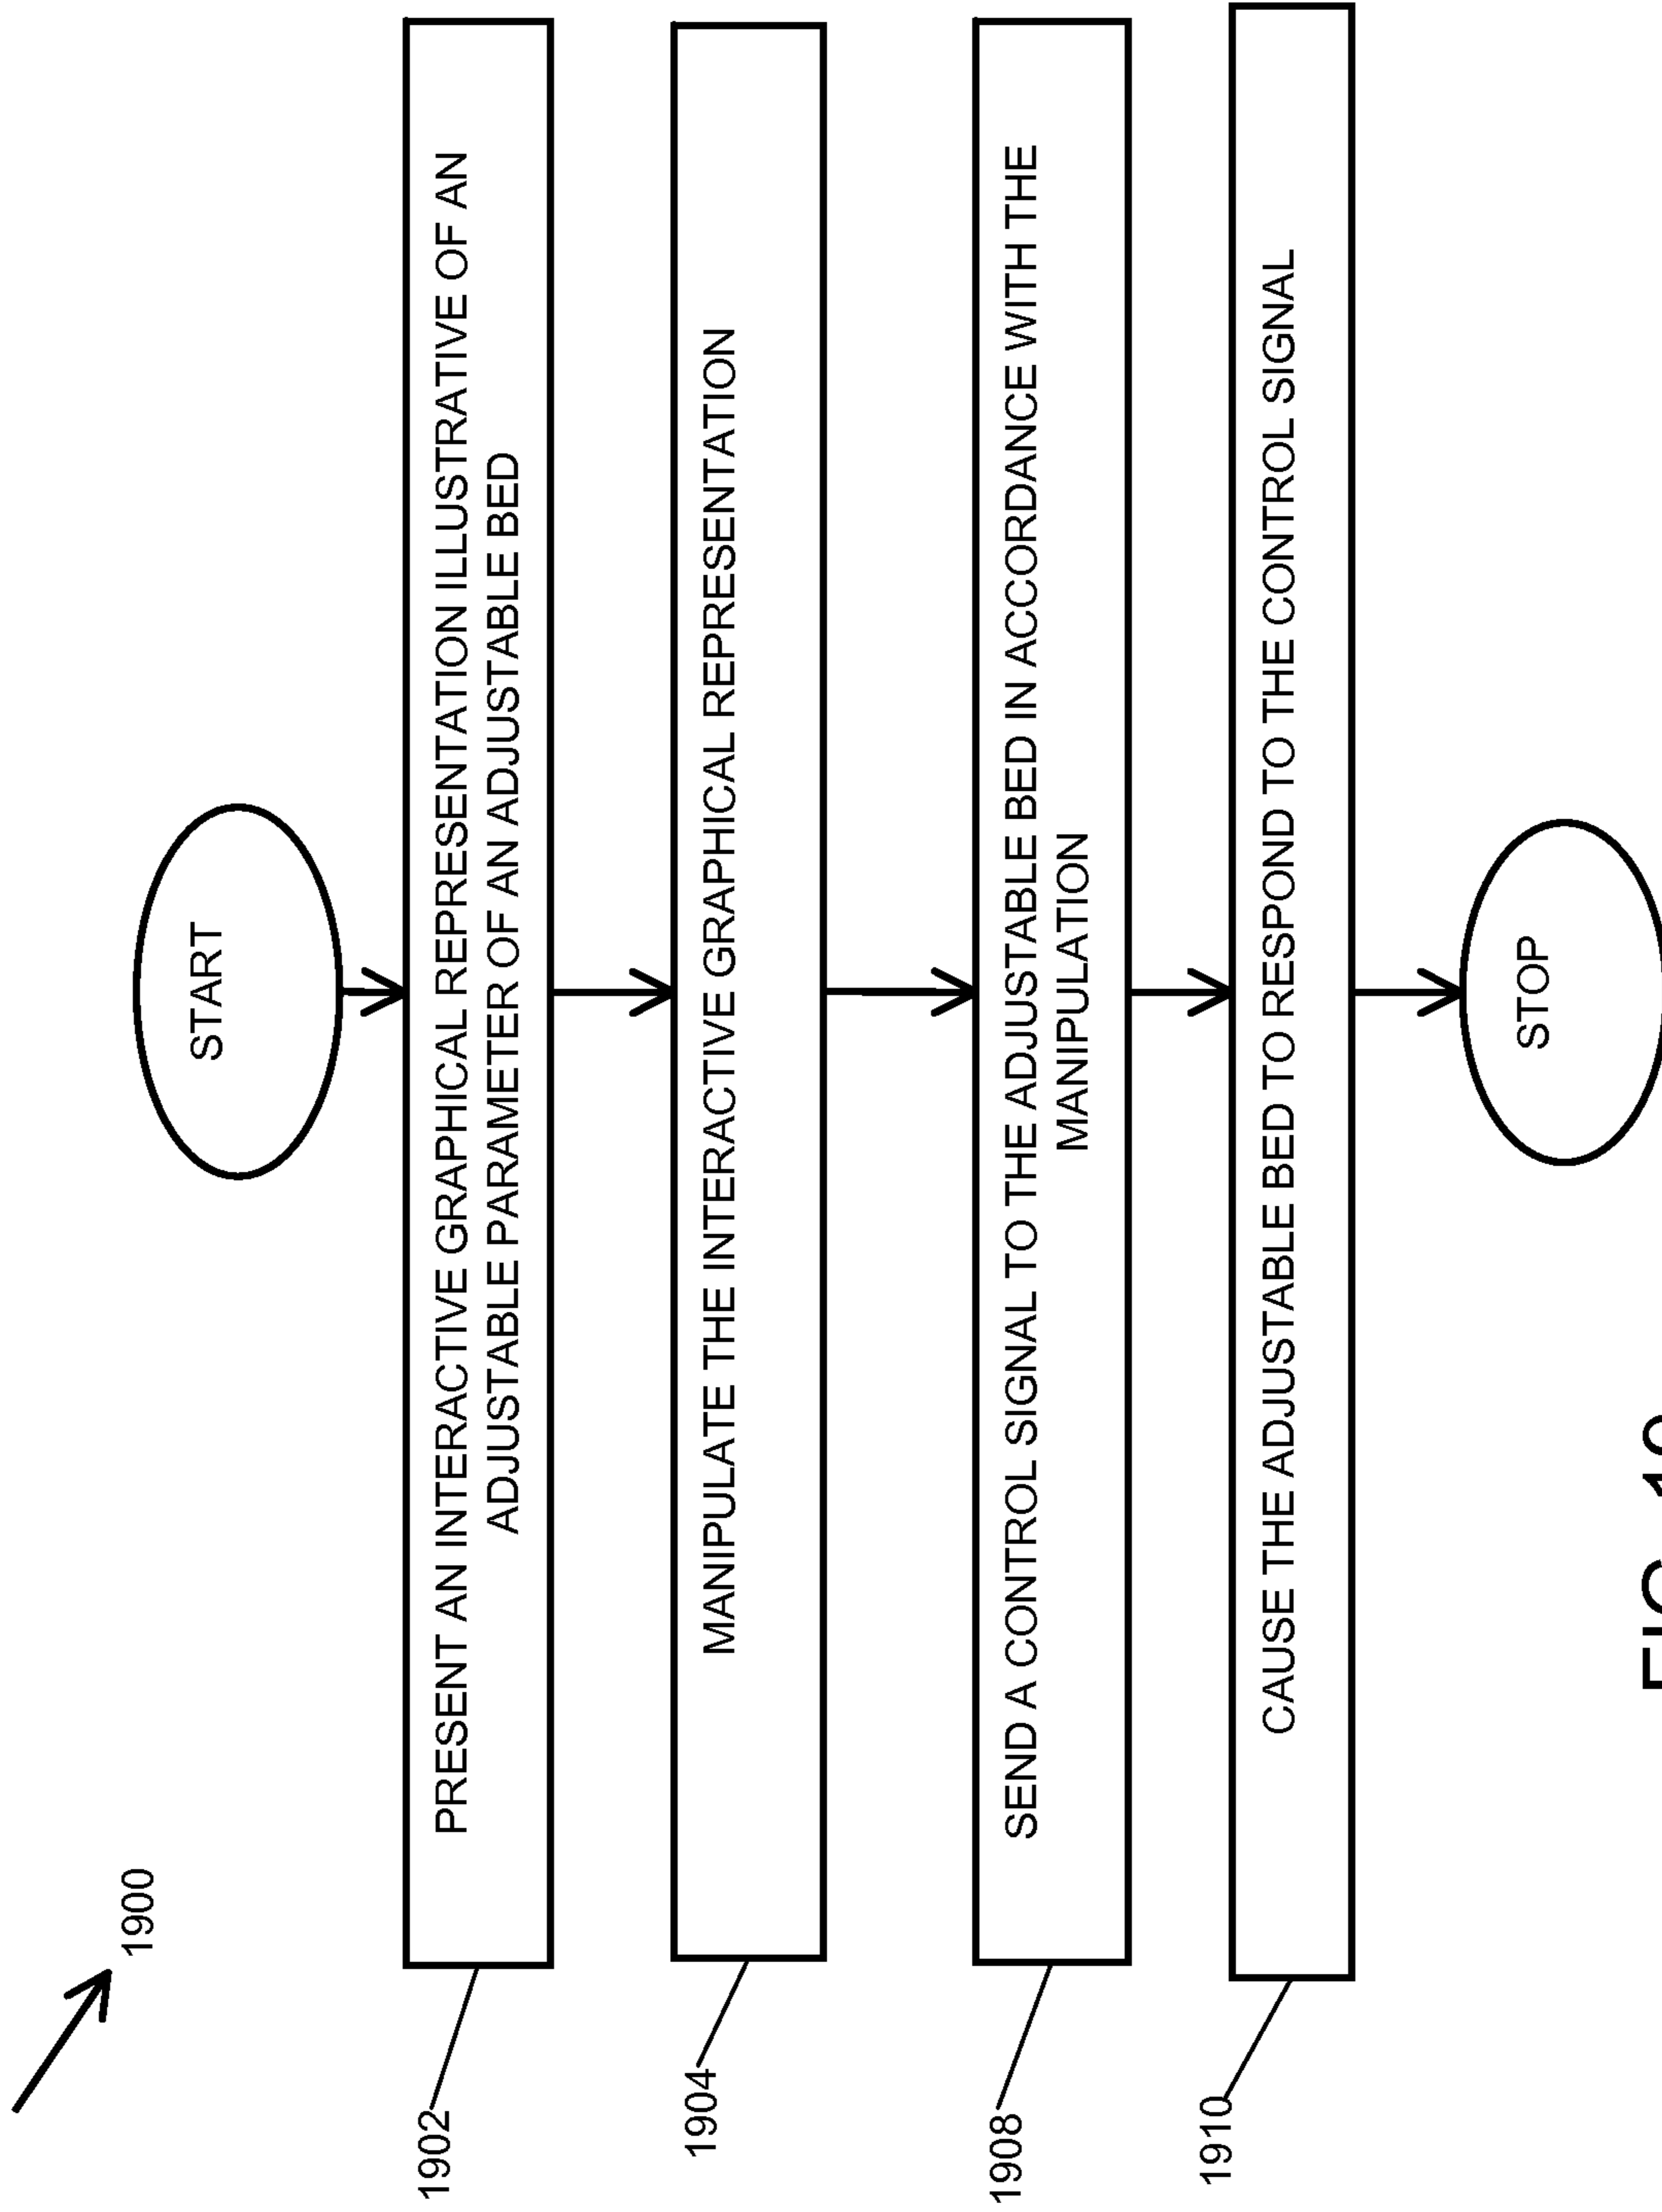 1900
START
1902
PRESENT AN INTERACTIVE GRAPHICAL REPRESENTATION ILLUSTRATIVE OF AN
ADJUSTABLE PARAMETER OF AN ADJUSTABLE BED
1904
MANIPULATE THE INTERACTIVE GRAPHICAL REPRESENTATION
1908
SEND A CONTROL SIGNAL TO THE ADJUSTABLE BED IN ACCORDANCE WITH THE
MANIPULATION
1910
CAUSE THE ADJUSTABLE BED TO RESPOND TO THE CONTROL SIGNAL
STOP
FIG.